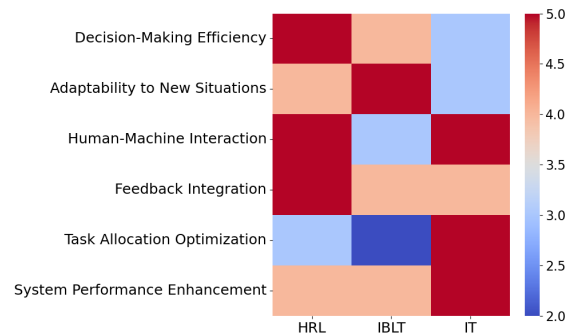 Decision-Making Efficiency
Adaptability to New Situations
Human-Machine Interaction
Feedback Integration
Task Allocation Optimization
System Performance Enhancement
HRL IBLT IT
5.0
4.5
4.0
3.5
3.0
2.5
2.0